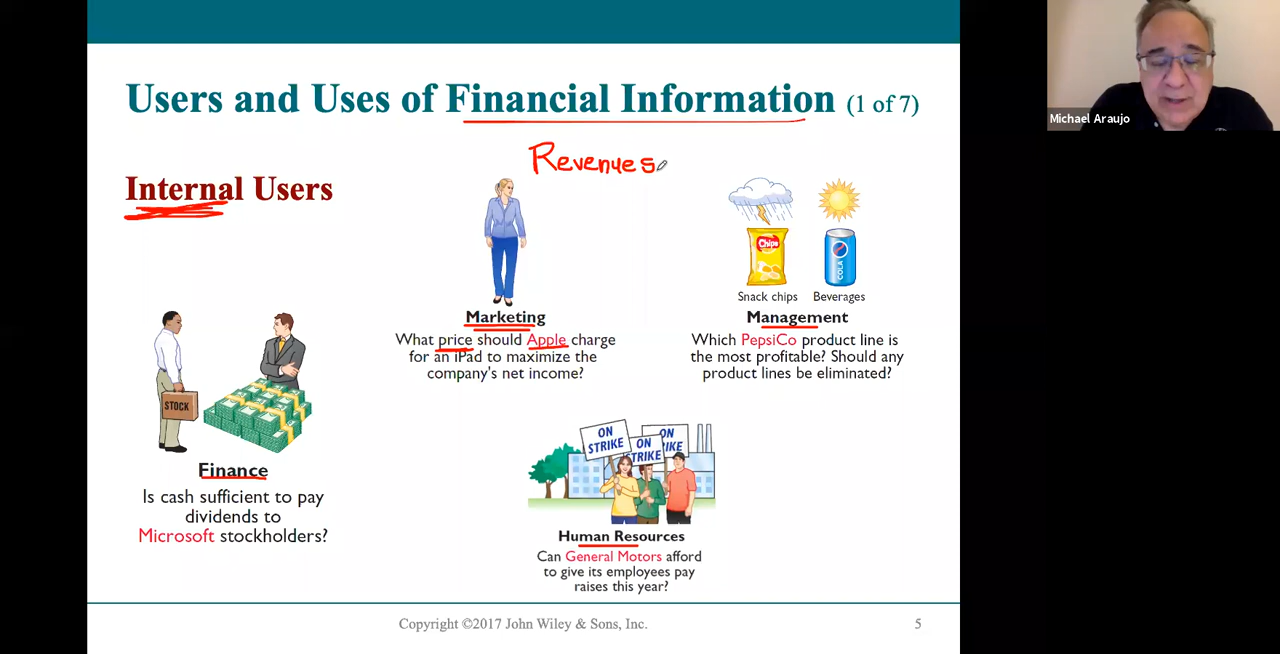 Users and Uses of Financial Information (1 of 7)
Revenues
Internal Users
Michael Araujo
Chips
COLA
Snack chips Beverages
Marketing
What price should Apple charge
for an iPad to maximize the
company's net income?
Management
Which PepsiCo product line is
the most profitable? Should any
product lines be eliminated?
STOCK
Finance
Is cash sufficient to pay
dividends to
Microsoft stockholders?
ON
STRIKE
ON
STRIKE
ON
IKE
Human Resources
Can General Motors afford
to give its employees pay
raises this year?
Copyright ©2017 John Wiley & Sons, Inc.
5